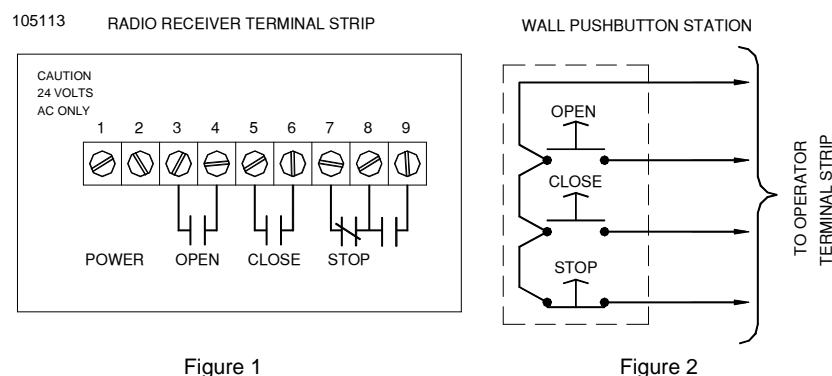 105113
RADIO RECEIVER TERMINAL STRIP
CAUTION
24 VOLTS
AC ONLY
1 2 3 4 5 6 7 8 9
POWER OPEN CLOSE STOP
Figure 1
WALL PUSHBUTTON STATION
OPEN
CLOSE
STOP
TO OPERATOR
TERMINAL STRIP
Figure 2